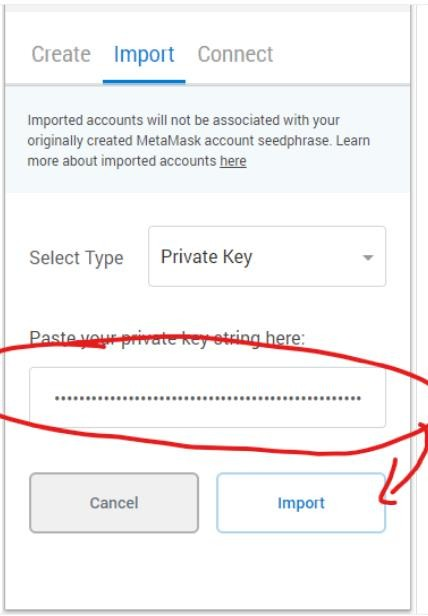 Create Import Connect
Imported accounts will not be associated with your
originally created MetaMask account seedphrase. Learn
more about imported accounts here
Select Type Private Key
Paste your private key string here:
••••••••••••••••••••••••••••••••••••••••••••••••••
Cancel Import